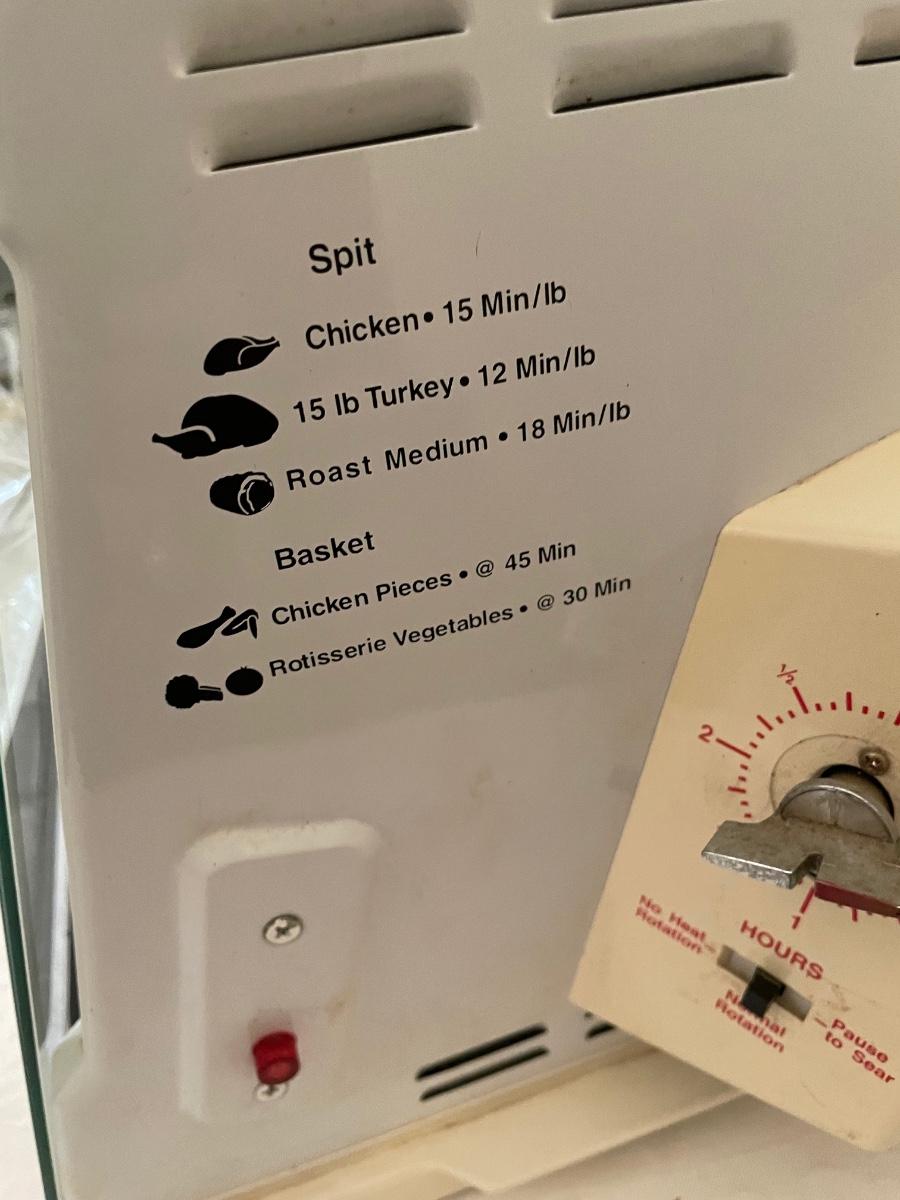 Spit
Chicken • 15 Min/lb
15 lb Turkey • 12 Min/lb
Roast Medium • 18 Min/lb
Basket
Chicken Pieces • @ 45 Min
Rotisserie Vegetables • @ 30 Min
½
2
1
HOURS
No Heat
Rotation
Normal
Rotation
Pause
to Sear